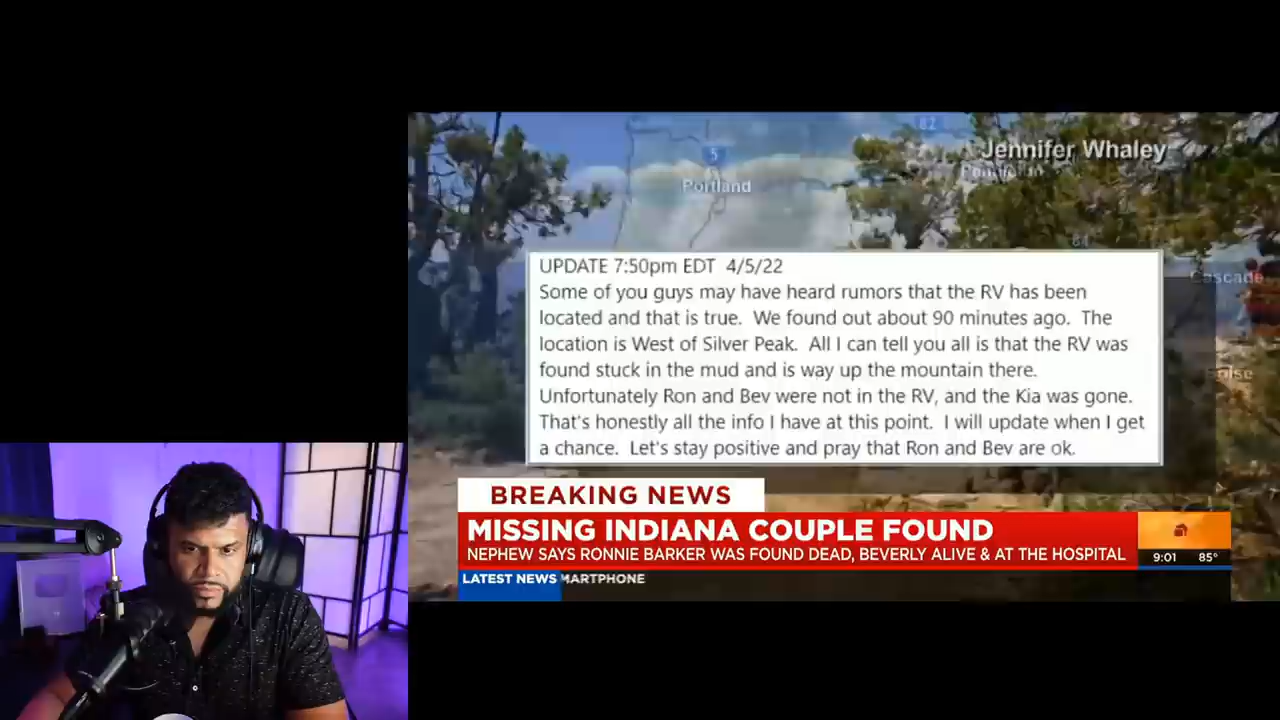 82
Jennifer Whaley
5
Portland
Pendleton
84
Cascade
UPDATE 7:50pm EDT 4/5/22
Some of you guys may have heard rumors that the RV has been
located and that is true. We found out about 90 minutes ago. The
location is West of Silver Peak. All I can tell you all is that the RV was
found stuck in the mud and is way up the mountain there.
Unfortunately Ron and Bev were not in the RV, and the Kia was gone.
That's honestly all the info I have at this point. I will update when I get
a chance. Let's stay positive and pray that Ron and Bev are ok.
BREAKING NEWS
MISSING INDIANA COUPLE FOUND
NEPHEW SAYS RONNIE BARKER WAS FOUND DEAD, BEVERLY ALIVE & AT THE HOSPITAL
9:01 85°
LATEST NEWS MARTPHONE